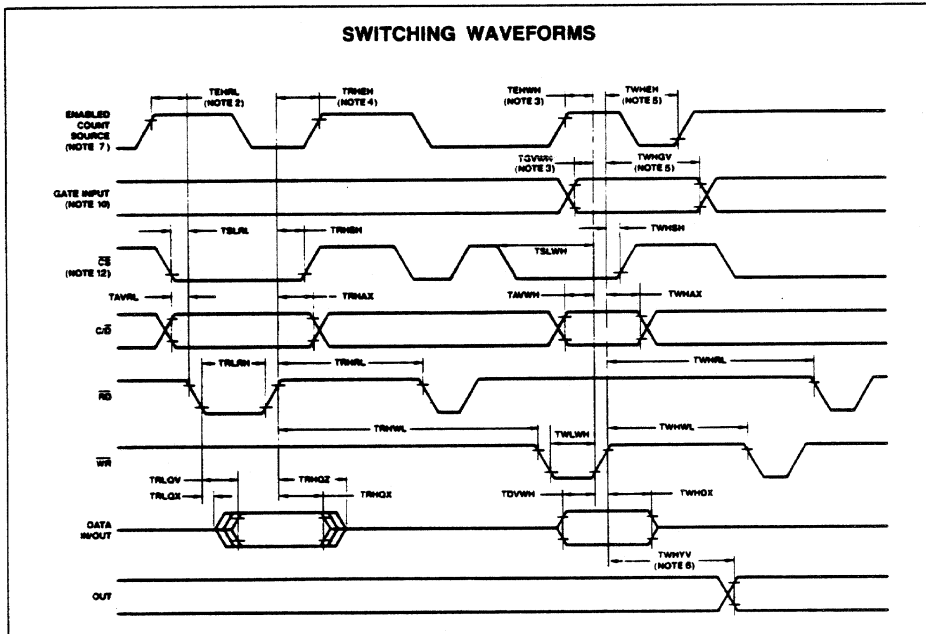 SWITCHING WAVEFORMS
TEHRL
(NOTE 2)
TRHEH
(NOTE 4)
TEHWH
(NOTE 3)
TWHEH
(NOTE 5)
ENABLED
COUNT
SOURCE
(NOTE 7)
TGVWH
(NOTE 3)
TWHGV
(NOTE 5)
GATE INPUT
(NOTE 10)
TSLRL
TRHSH
TSLWH
TWHSH
CS
(NOTE 12)
TAVRL
TRHAX
TAVWH
TWHAX
C/D
TRLRH
TRHRL
TWHRL
RD
TRHWL
TWLWH
TWHWL
WR
TRLQV
TRHQZ
TRLQX
TRHQX
TDVWH
TWHDX
DATA
IN/OUT
TWHYV
(NOTE 6)
OUT